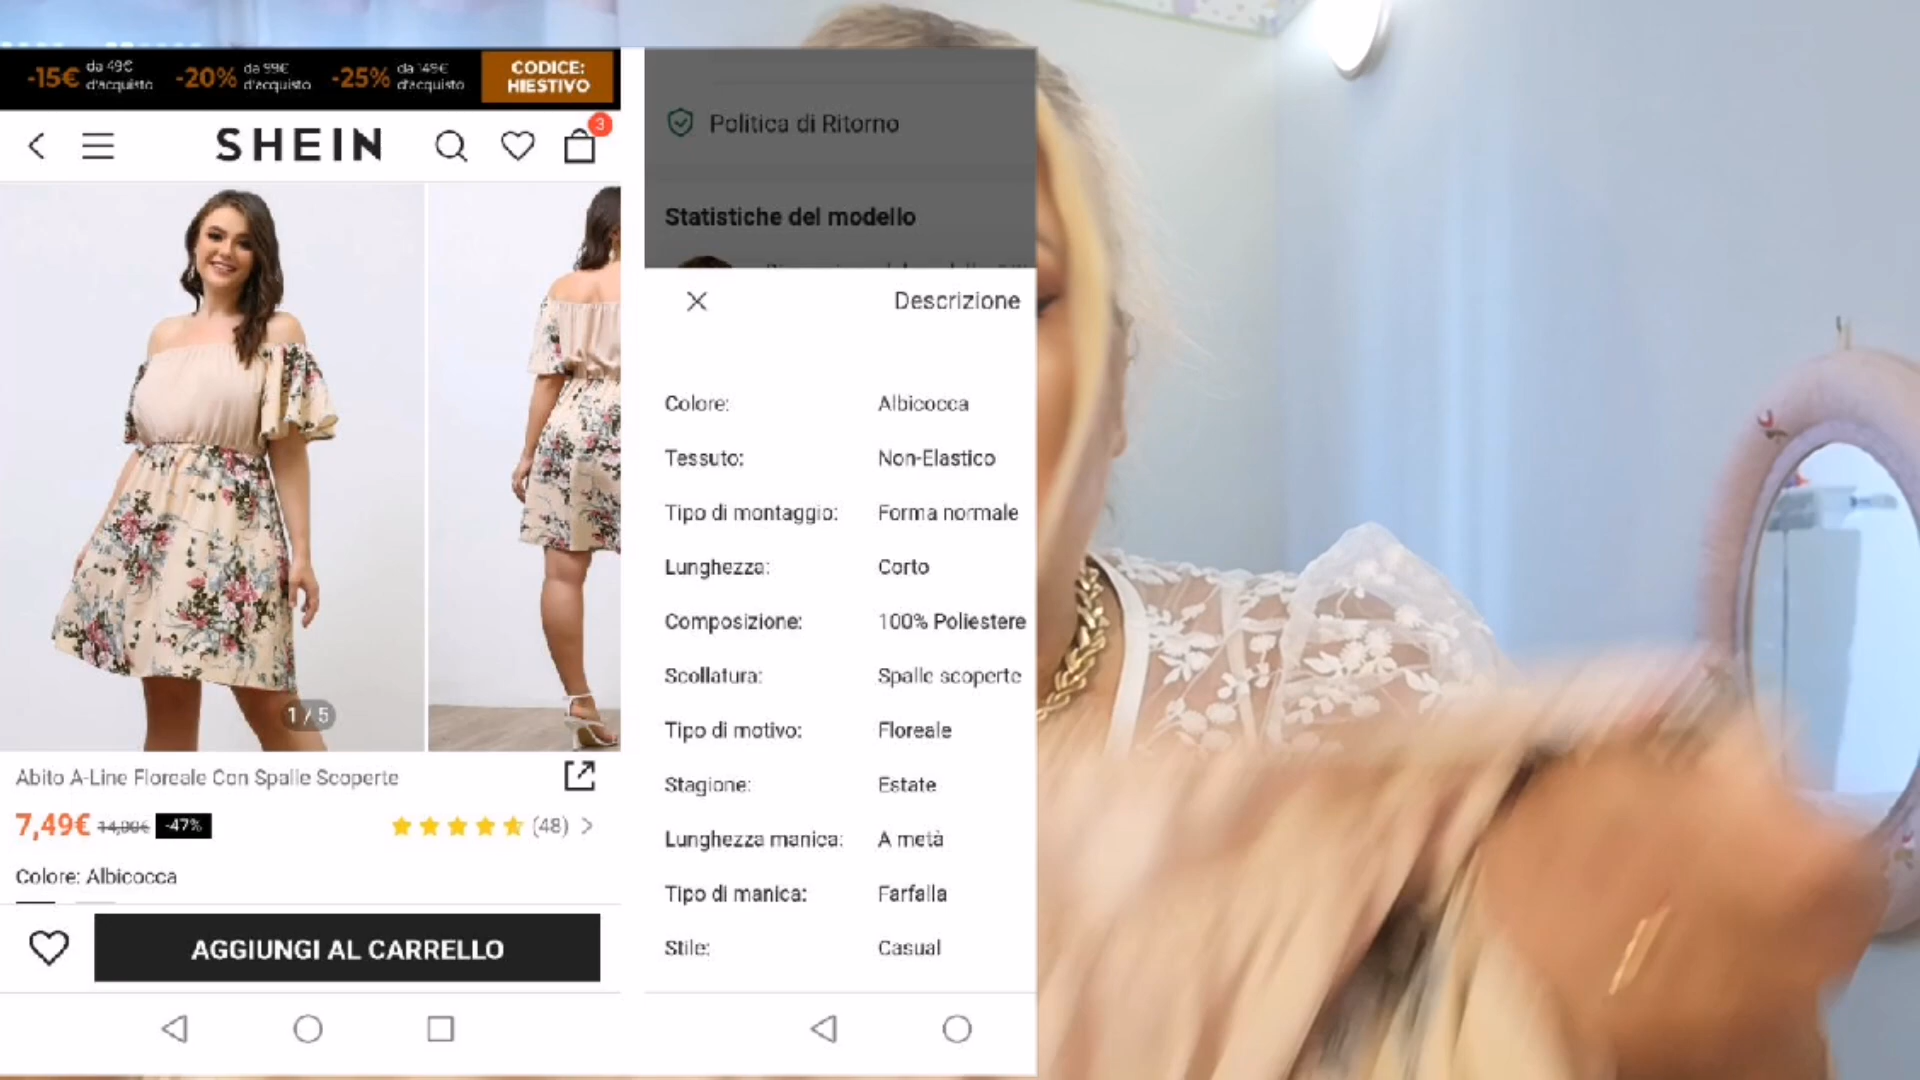 -15€ da 49€ d'acquisto -20% da 99€ d'acquisto -25% da 149€ d'acquisto CODICE: HIESTIVO
SHEIN
3
1 / 5
Abito A-Line Floreale Con Spalle Scoperte
7,49€ -47% (48)
Colore: Albicocca
AGGIUNGI AL CARRELLO
Politica di Ritorno
Statistiche del modello
Descrizione
Colore: Albicocca
Tessuto: Non-Elastico
Tipo di montaggio: Forma normale
Lunghezza: Corto
Composizione: 100% Poliestere
Scollatura: Spalle scoperte
Tipo di motivo: Floreale
Stagione: Estate
Lunghezza manica: A metà
Tipo di manica: Farfalla
Stile: Casual